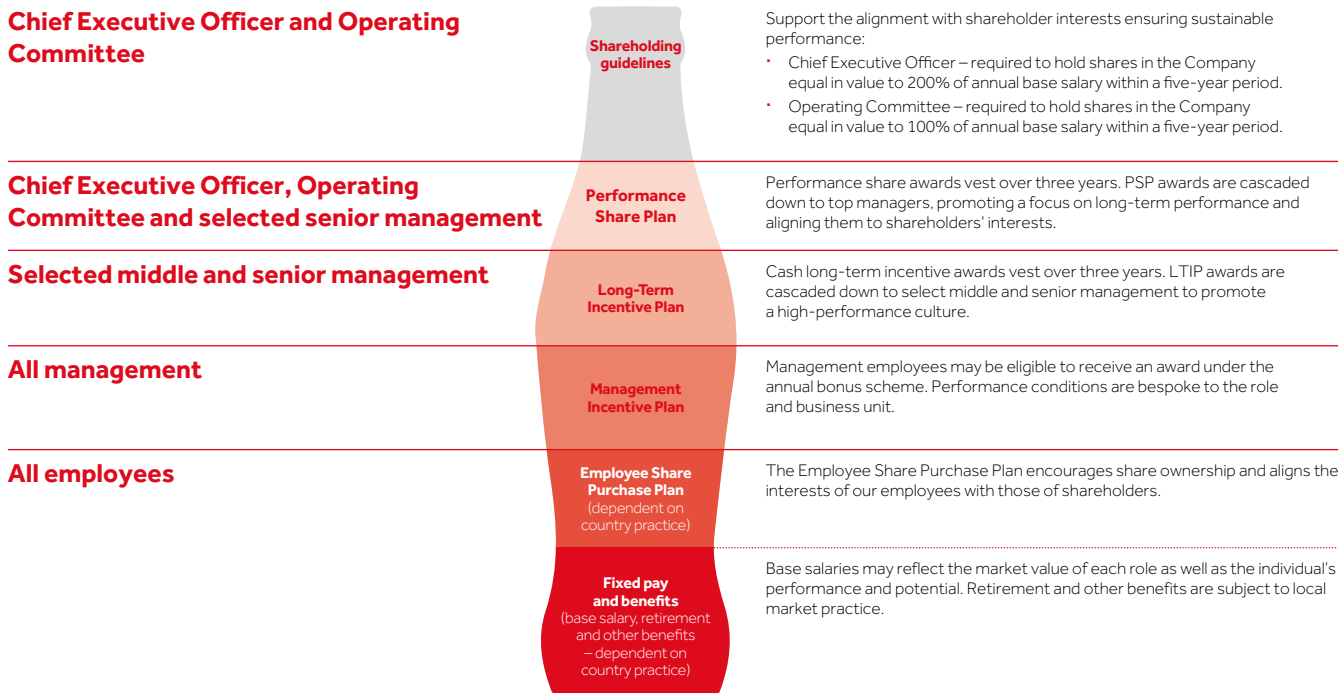 Chief Executive Officer and Operating
Committee
Shareholding
guidelines
Support the alignment with shareholder interests ensuring sustainable
performance:
• Chief Executive Officer – required to hold shares in the Company
equal in value to 200% of annual base salary within a five-year period.
• Operating Committee – required to hold shares in the Company
equal in value to 100% of annual base salary within a five-year period.
Chief Executive Officer, Operating
Committee and selected senior management
Performance
Share Plan
Performance share awards vest over three years. PSP awards are cascaded
down to top managers, promoting a focus on long-term performance and
aligning them to shareholders' interests.
Selected middle and senior management
Long-Term
Incentive Plan
Cash long-term incentive awards vest over three years. LTIP awards are
cascaded down to select middle and senior management to promote
a high-performance culture.
All management
Management
Incentive Plan
Management employees may be eligible to receive an award under the
annual bonus scheme. Performance conditions are bespoke to the role
and business unit.
All employees
Employee Share
Purchase Plan
(dependent on
country practice)
The Employee Share Purchase Plan encourages share ownership and aligns the
interests of our employees with those of shareholders.
Fixed pay
and benefits
(base salary, retirement
and other benefits
– dependent on
country practice)
Base salaries may reflect the market value of each role as well as the individual's
performance and potential. Retirement and other benefits are subject to local
market practice.